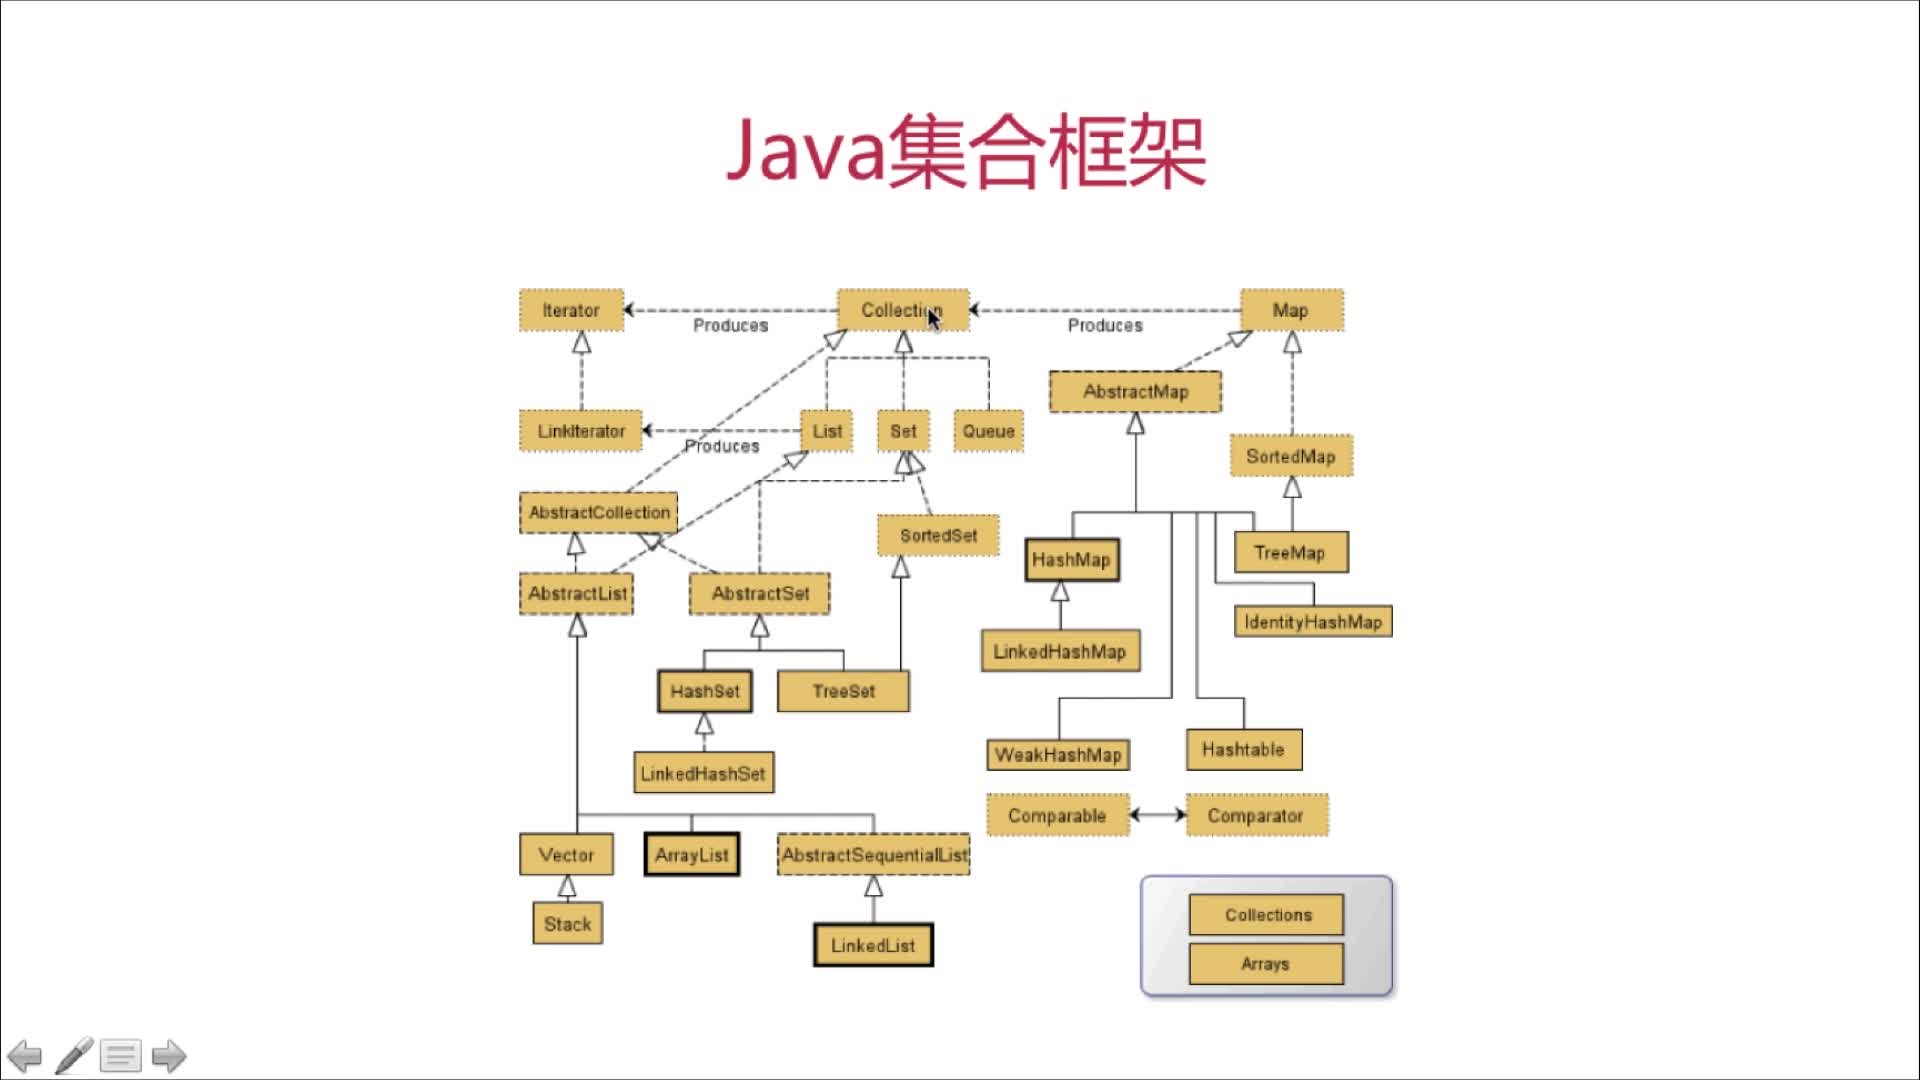 Java集合框架
Iterator
Produces
Collection
Produces
Map
AbstractMap
LinkIterator
Produces
List
Set
Queue
SortedMap
AbstractCollection
SortedSet
HashMap
TreeMap
AbstractList
AbstractSet
IdentityHashMap
LinkedHashMap
HashSet
TreeSet
WeakHashMap
Hashtable
LinkedHashSet
Comparable
Comparator
Vector
ArrayList
AbstractSequentialList
Stack
LinkedList
Collections
Arrays